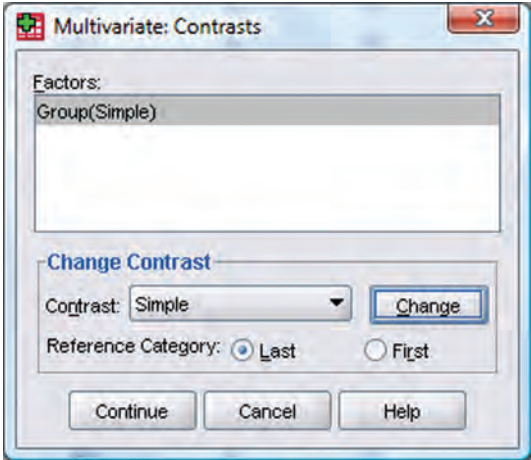 Multivariate: Contrasts
Factors:
Group(Simple)
Change Contrast
Contrast: Simple Change
Reference Category: Last First
Continue Cancel Help